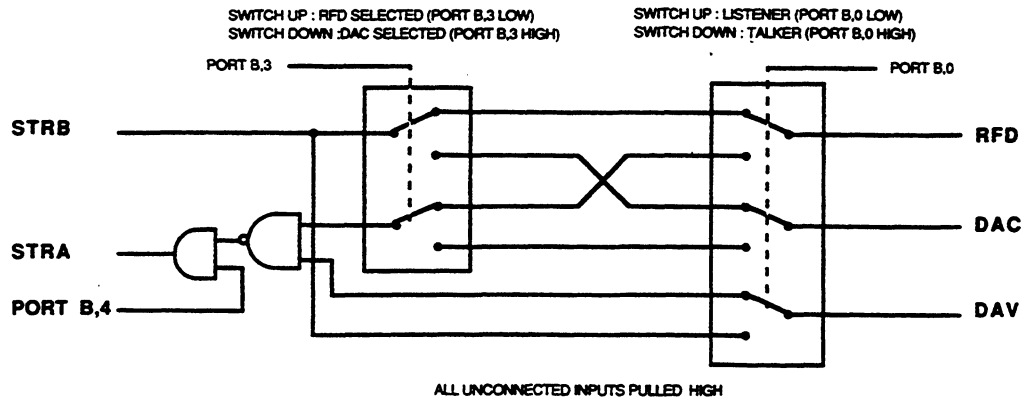 SWITCH UP : RFD SELECTED (PORT B,3 LOW)
SWITCH DOWN :DAC SELECTED (PORT B,3 HIGH)
SWITCH UP : LISTENER (PORT B,0 LOW)
SWITCH DOWN : TALKER (PORT B,0 HIGH)
PORT B,3
PORT B,0
STRB
RFD
STRA
DAC
PORT B,4
DAV
ALL UNCONNECTED INPUTS PULLED HIGH